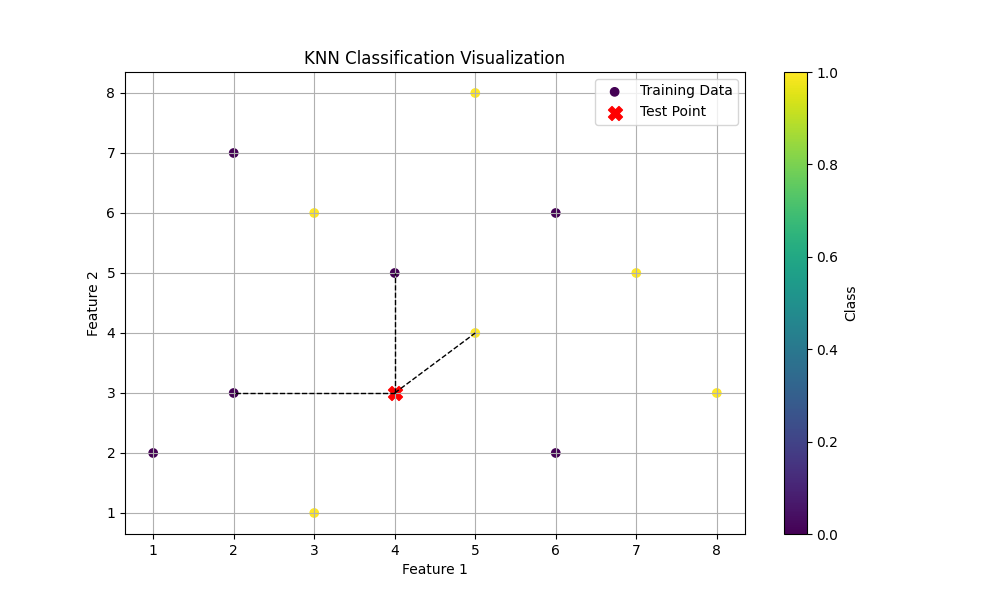 KNN Classification Visualization
Training Data
Test Point
8
7
6
5
4
3
2
1
Feature 2
1 2 3 4 5 6 7 8
Feature 1
1.0
0.8
0.6
0.4
0.2
0.0
Class